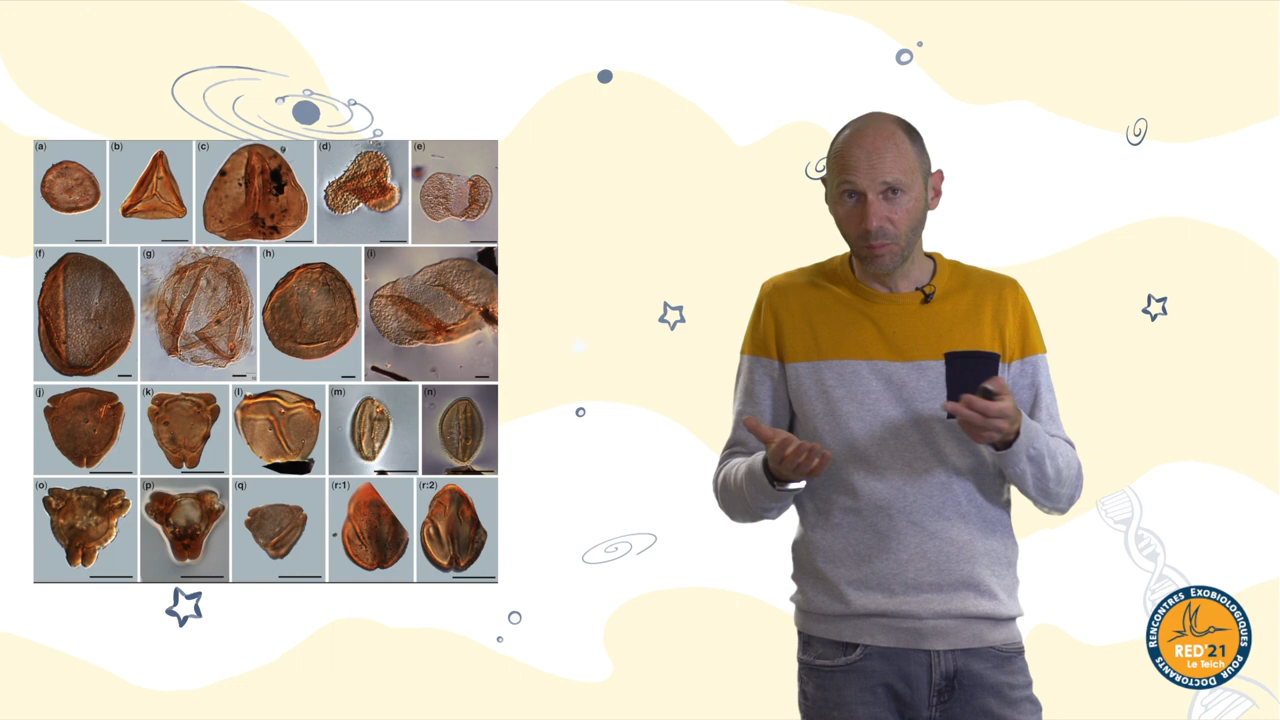 (a) (b) (c) (d) (e)
(f) (g) (h) (i)
(j) (k) (l) (m) (n)
(o) (p) (q) (r:1) (r:2)
RENCONTRES EXOBIOLOGIQUES
POUR DOCTORANTS
RED'21
Le Teich